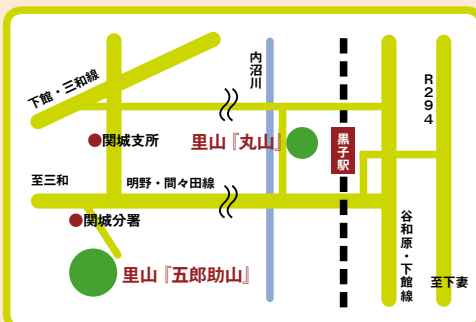 内沼川
R294
下館・三和線
関城支所
里山『丸山』
黒子駅
至三和
明野・間々田線
関城分署
谷和原・下館線
里山『五郎助山』
至下妻